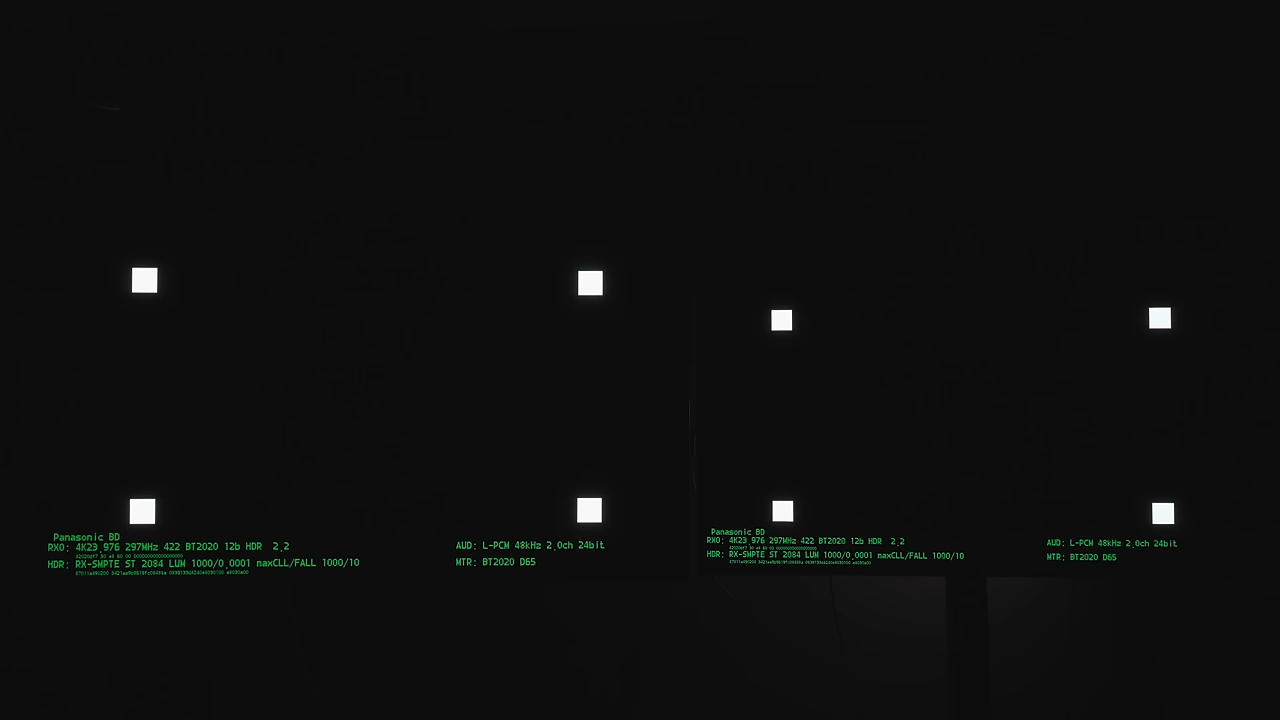 Panasonic BD
RX0: 4K23.976 297MHz 422 BT2020 12b HDR 2.2
HDR: RX-SMPTE ST 2084 LUM 1000/0.0001 maxCLL/FALL 1000/10
AUD: L-PCM 48kHz 2.0ch 24bit
MTR: BT2020 D65
Panasonic BD
RX0: 4K23.976 297MHz 422 BT2020 12b HDR 2.2
HDR: RX-SMPTE ST 2084 LUM 1000/0.0001 maxCLL/FALL 1000/10
AUD: L-PCM 48kHz 2.0ch 24bit
MTR: BT2020 D65